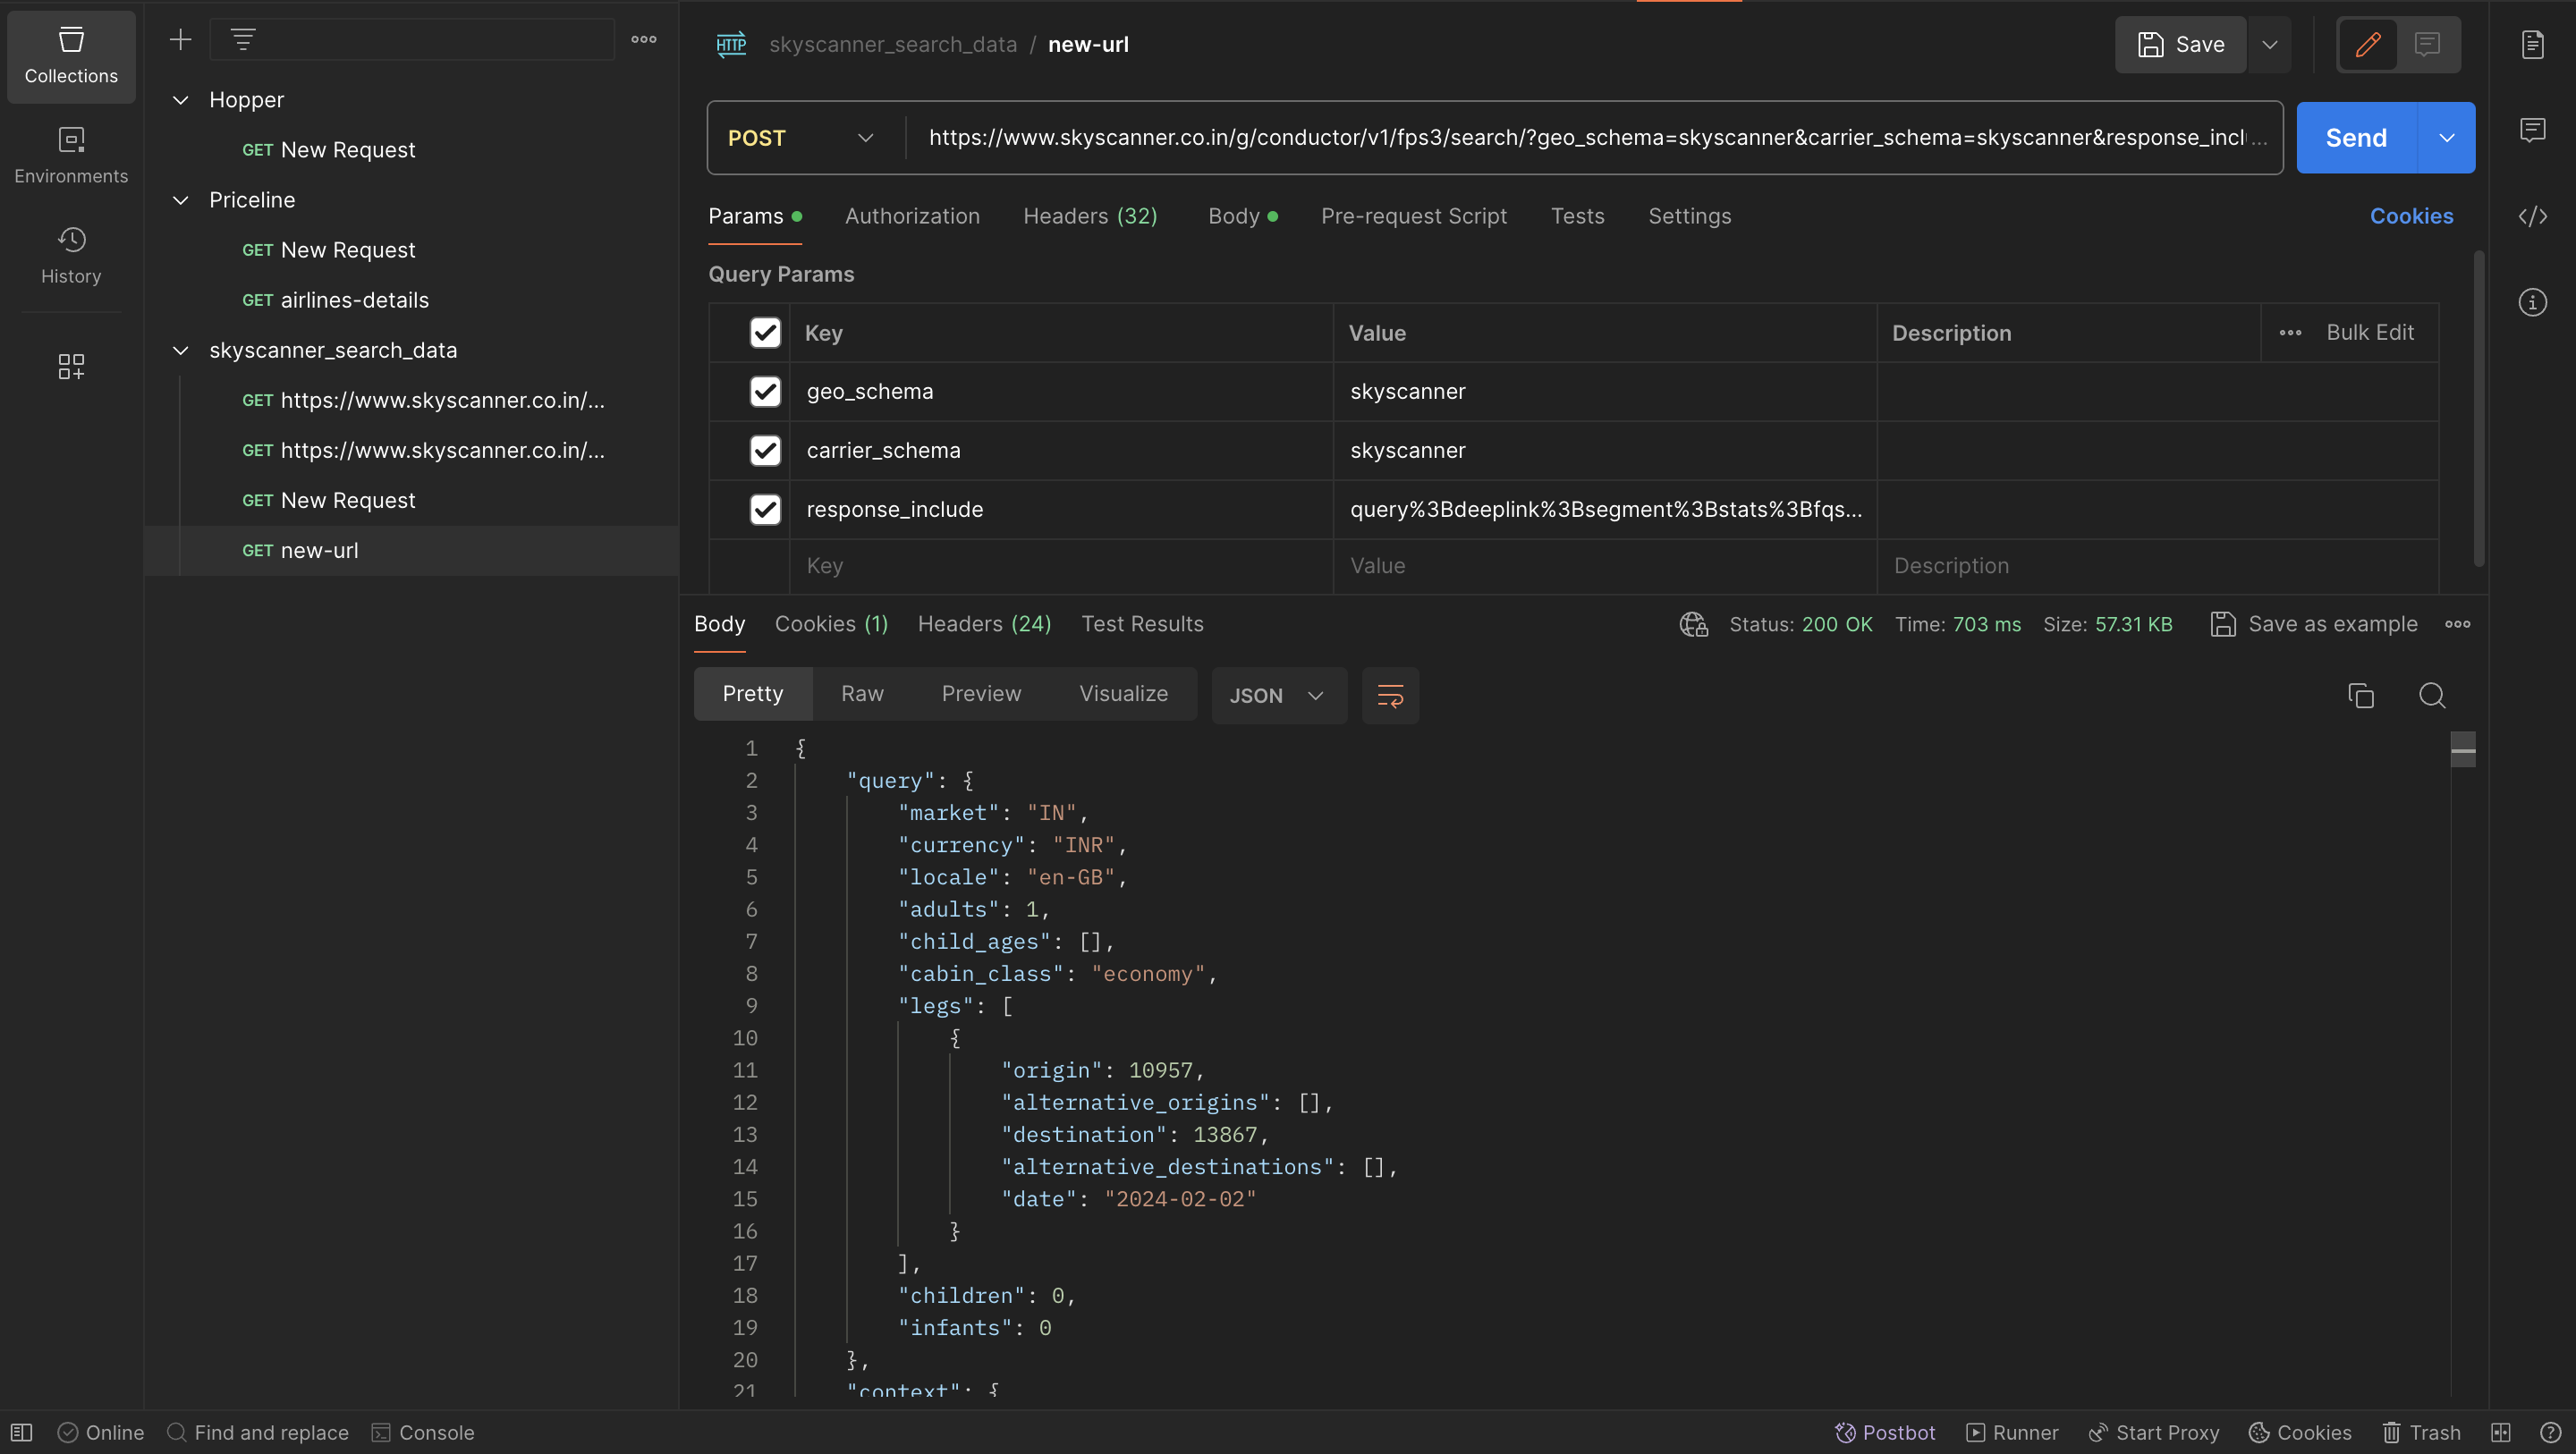 Collections
Environments
History
Hopper
GET New Request
Priceline
GET New Request
GET airlines-details
skyscanner_search_data
GET https://www.skyscanner.co.in/...
GET https://www.skyscanner.co.in/...
GET New Request
GET new-url
HTTP skyscanner_search_data / new-url
Save
POST https://www.skyscanner.co.in/g/conductor/v1/fps3/search/?geo_schema=skyscanner&carrier_schema=skyscanner&response_incl...
Send
Params Authorization Headers (32) Body Pre-request Script Tests Settings Cookies
Query Params
Key Value Description Bulk Edit
geo_schema skyscanner
carrier_schema skyscanner
response_include query%3Bdeeplink%3Bsegment%3Bstats%3Bfqs...
Key Value Description
Body Cookies (1) Headers (24) Test Results Status: 200 OK Time: 703 ms Size: 57.31 KB Save as example
Pretty Raw Preview Visualize JSON
1 {
2 "query": {
3 "market": "IN",
4 "currency": "INR",
5 "locale": "en-GB",
6 "adults": 1,
7 "child_ages": [],
8 "cabin_class": "economy",
9 "legs": [
10 {
11 "origin": 10957,
12 "alternative_origins": [],
13 "destination": 13867,
14 "alternative_destinations": [],
15 "date": "2024-02-02"
16 }
17 ],
18 "children": 0,
19 "infants": 0
20 },
21 "context": {
Online Find and replace Console Postbot Runner Start Proxy Cookies Trash